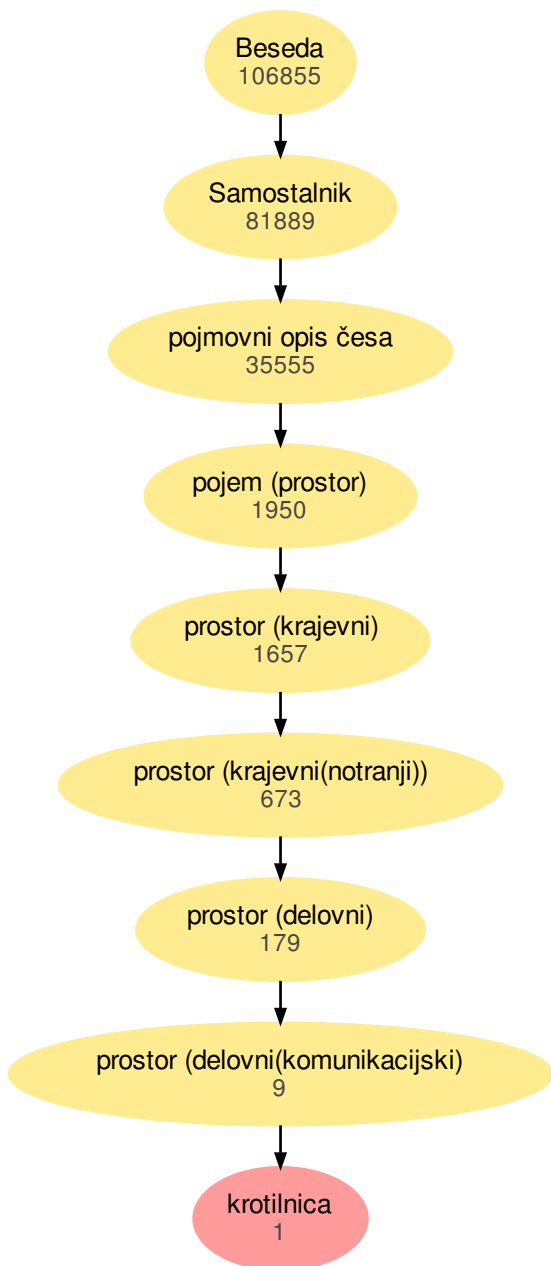 Beseda
106855
Samostalnik
81889
pojmovni opis česa
35555
pojem (prostor)
1950
prostor (krajevni)
1657
prostor (krajevni(notranji))
673
prostor (delovni)
179
prostor (delovni(komunikacijski)
9
krotilnica
1